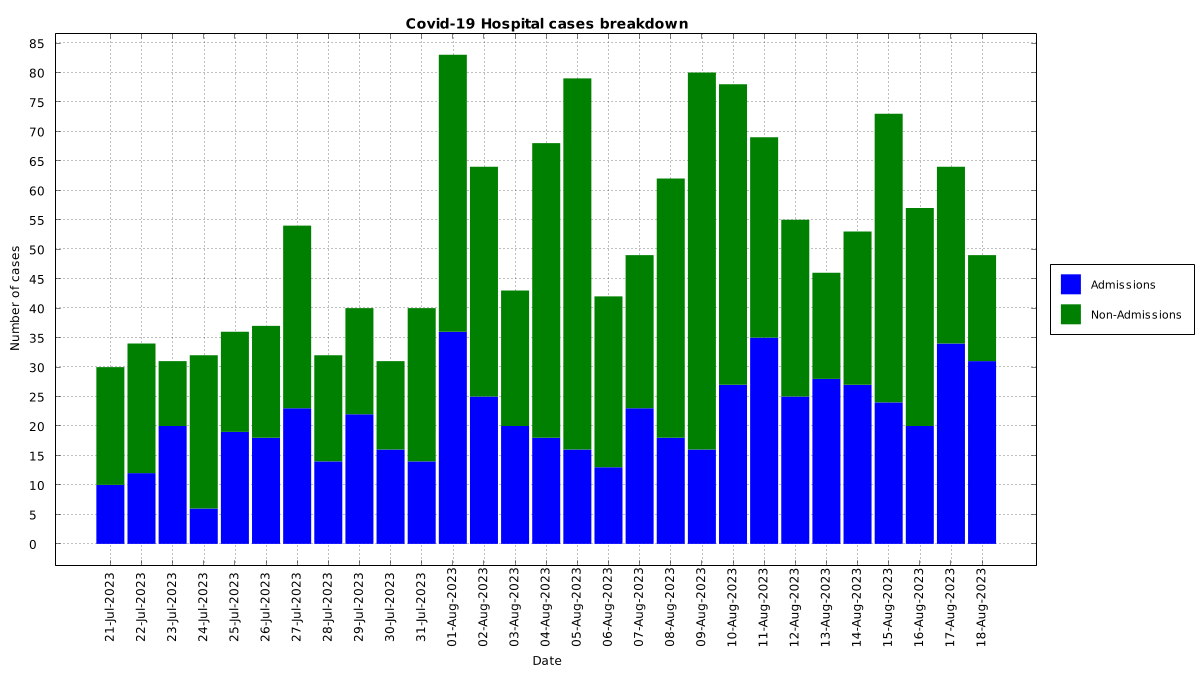 Covid-19 Hospital cases breakdown
Number of cases
85
80
75
70
65
60
55
50
45
40
35
30
25
20
15
10
5
0
21-Jul-2023
22-Jul-2023
23-Jul-2023
24-Jul-2023
25-Jul-2023
26-Jul-2023
27-Jul-2023
28-Jul-2023
29-Jul-2023
30-Jul-2023
31-Jul-2023
01-Aug-2023
02-Aug-2023
03-Aug-2023
04-Aug-2023
05-Aug-2023
06-Aug-2023
07-Aug-2023
08-Aug-2023
09-Aug-2023
10-Aug-2023
11-Aug-2023
12-Aug-2023
13-Aug-2023
14-Aug-2023
15-Aug-2023
16-Aug-2023
17-Aug-2023
18-Aug-2023
Date
Admissions
Non-Admissions